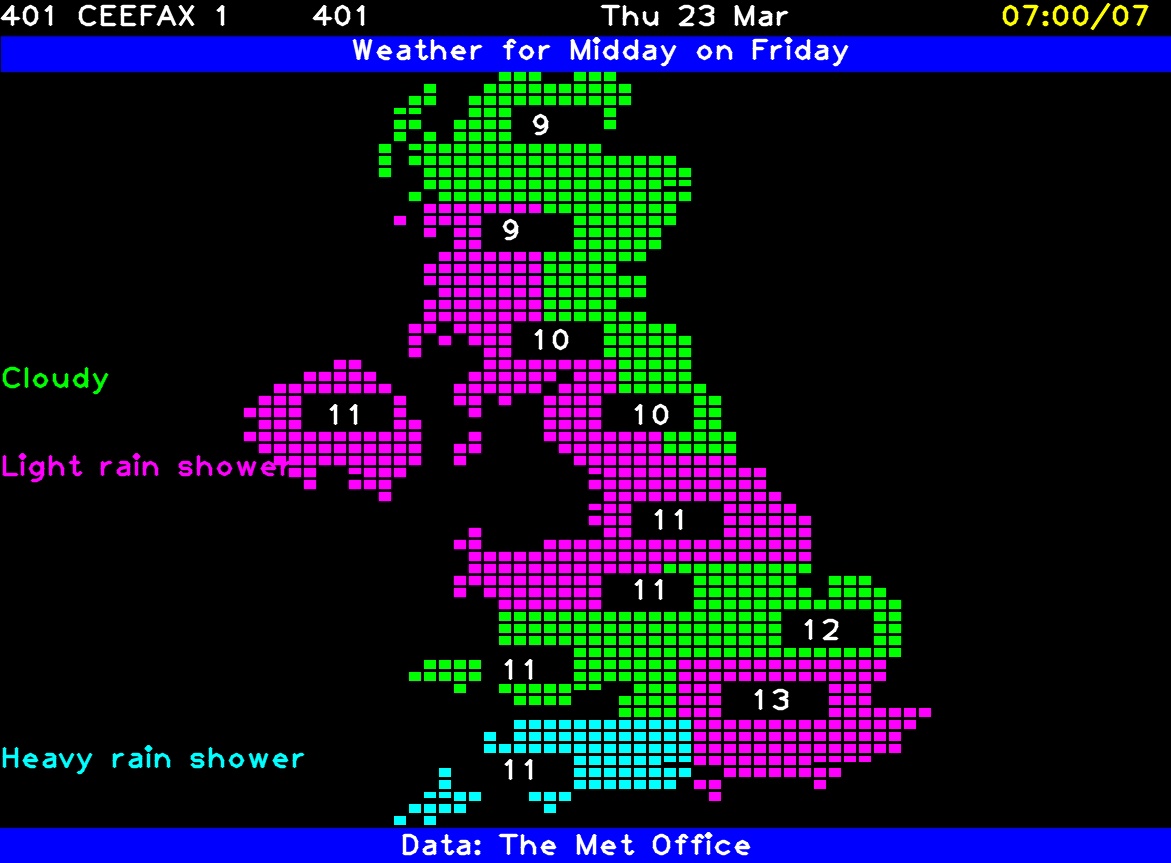 401 CEEFAX 1 401 Thu 23 Mar 07:00/07
Weather for Midday on Friday
9
9
10
Cloudy
11 10
Light rain shower
11
11
12
11
13
Heavy rain shower
11
Data: The Met Office